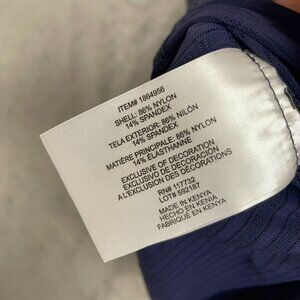 ITEM# 1864956
SHELL: 86% NYLON
14% SPANDEX
TELA EXTERIOR: 86% NILÓN
14% SPANDEX
MATIÈRE PRINCIPALE: 86% NYLON
14% ÉLASTHANNE
EXCLUSIVE OF DECORATION
EXCLUSIVO DE DECORACIÓN
A L'EXCLUSION DES DÉCORATIONS
RN# 117732
LOT# 592187
MADE IN KENYA
HECHO EN KENIA
FABRIQUÉ EN KENYA